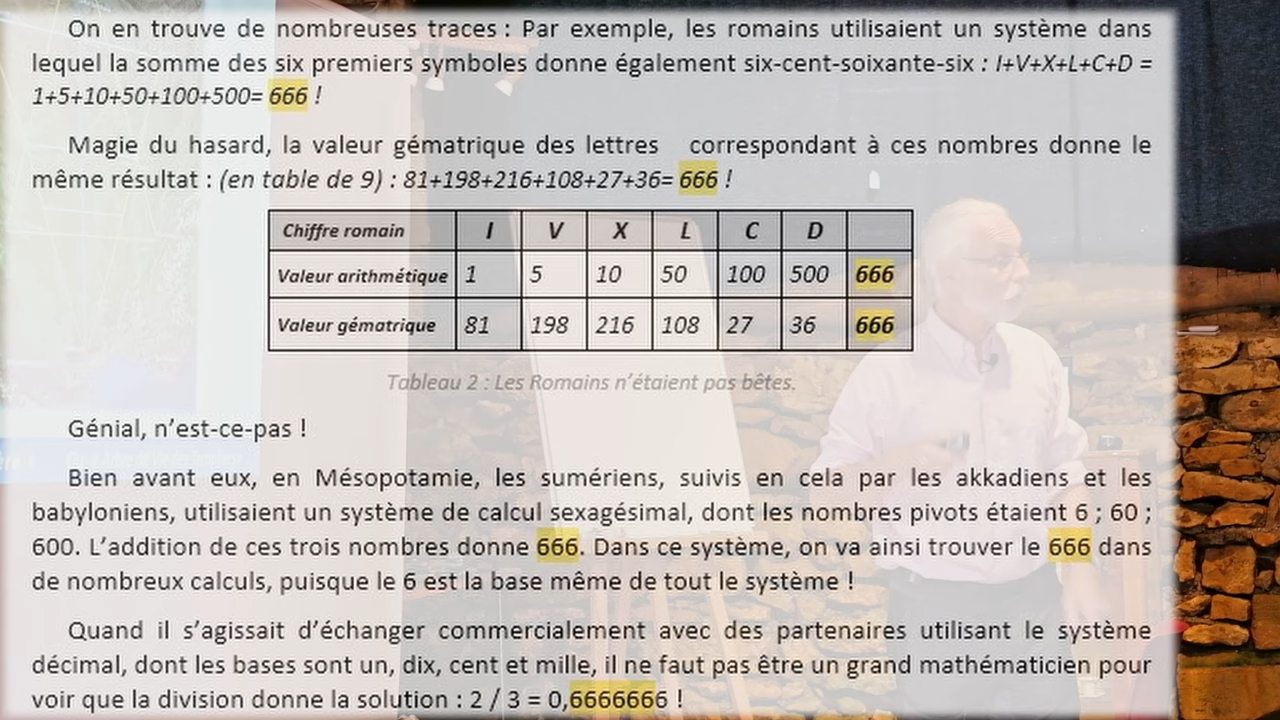 On en trouve de nombreuses traces : Par exemple, les romains utilisaient un système dans
lequel la somme des six premiers symboles donne également six-cent-soixante-six : I+V+X+L+C+D =
1+5+10+50+100+500= 666 !
Magie du hasard, la valeur gématrique des lettres correspondant à ces nombres donne le
même résultat : (en table de 9) : 81+198+216+108+27+36= 666 !
Chiffre romain I V X L C D
Valeur arithmétique 1 5 10 50 100 500 666
Valeur gématrique 81 198 216 108 27 36 666
Tableau 2 : Les Romains n'étaient pas bêtes.
Génial, n'est-ce-pas !
Bien avant eux, en Mésopotamie, les sumériens, suivis en cela par les akkadiens et les
babyloniens, utilisaient un système de calcul sexagésimal, dont les nombres pivots étaient 6 ; 60 ;
600. L'addition de ces trois nombres donne 666. Dans ce système, on va ainsi trouver le 666 dans
de nombreux calculs, puisque le 6 est la base même de tout le système !
Quand il s'agissait d'échanger commercialement avec des partenaires utilisant le système
décimal, dont les bases sont un, dix, cent et mille, il ne faut pas être un grand mathématicien pour
voir que la division donne la solution : 2 / 3 = 0,6666666 !